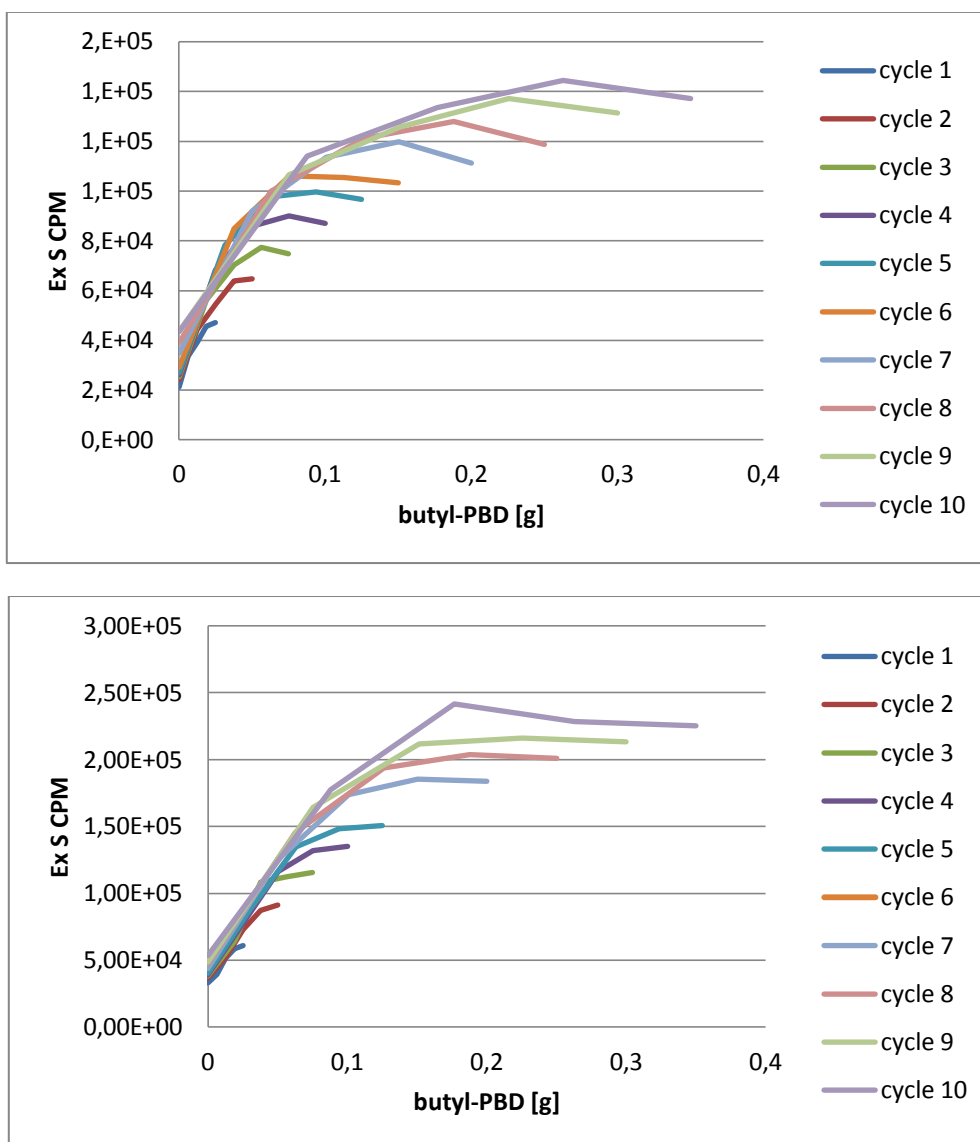 2,E+05
1,E+05
1,E+05
1,E+05
8,E+04
6,E+04
4,E+04
2,E+04
0,E+00
Ex S CPM
0
0,1
0,2
0,3
0,4
butyl-PBD [g]
cycle 1
cycle 2
cycle 3
cycle 4
cycle 5
cycle 6
cycle 7
cycle 8
cycle 9
cycle 10
3,00E+05
2,50E+05
2,00E+05
1,50E+05
1,00E+05
5,00E+04
0,00E+00
Ex S CPM
0
0,1
0,2
0,3
0,4
butyl-PBD [g]
cycle 1
cycle 2
cycle 3
cycle 4
cycle 5
cycle 6
cycle 7
cycle 8
cycle 9
cycle 10